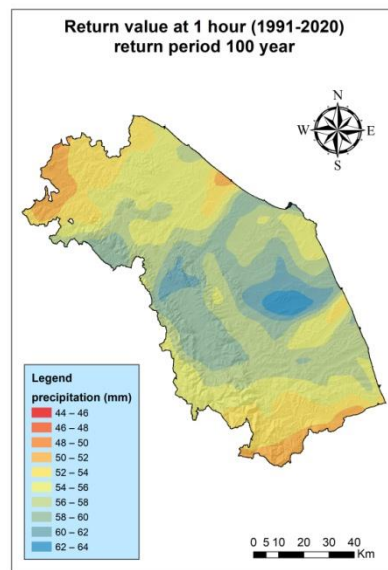 Return value at 1 hour (1991-2020)
return period 100 year
N
W E
S
Legend
precipitation (mm)
44 – 46
46 – 48
48 – 50
50 – 52
52 – 54
54 – 56
56 – 58
58 – 60
60 – 62
62 – 64
0 5 10 20 30 40
Km